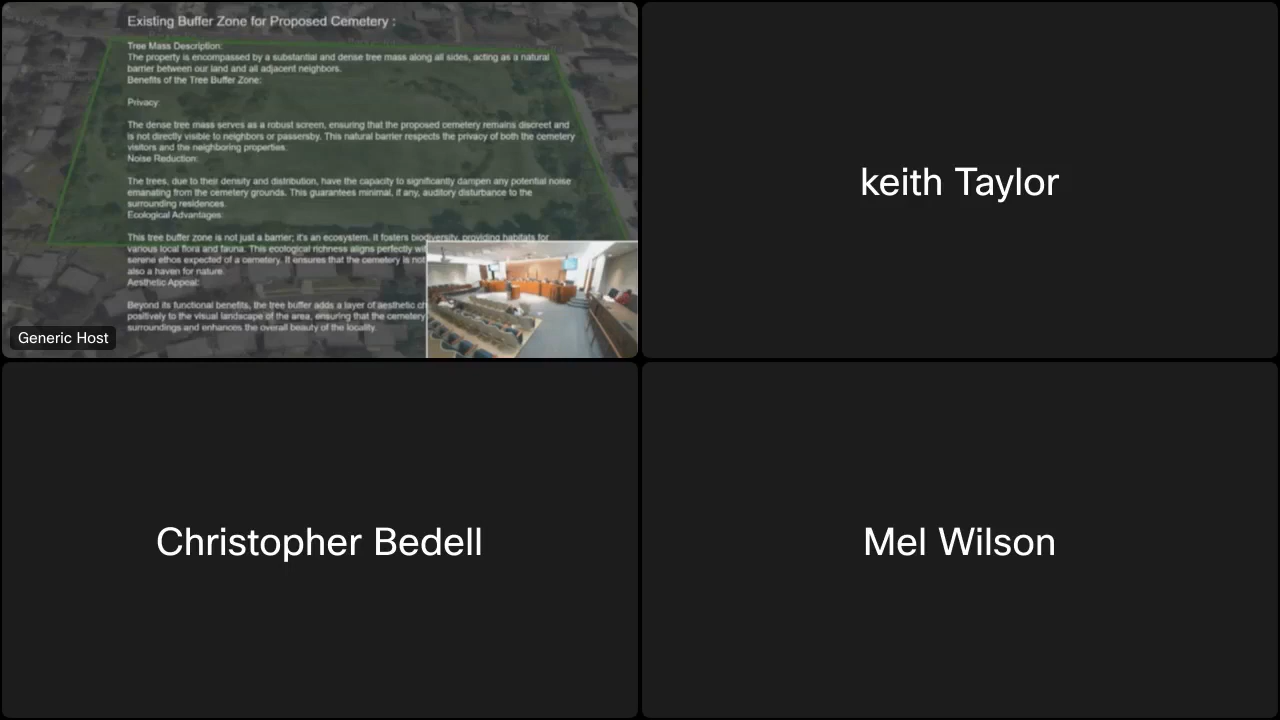 Existing Buffer Zone for Proposed Cemetery :
Tree Mass Description:
The property is encompassed by a substantial and dense tree mass along all sides, acting as a natural
barrier between our land and all adjacent neighbors.
Benefits of the Tree Buffer Zone:
Privacy:
The dense tree mass serves as a robust screen, ensuring that the proposed cemetery remains discreet and
is not directly visible to neighbors or passersby. This natural barrier respects the privacy of both the cemetery
visitors and the neighboring properties.
Noise Reduction:
The trees, due to their density and distribution, have the capacity to significantly dampen any potential noise
emanating from the cemetery grounds. This guarantees minimal, if any, auditory disturbance to the
surrounding residences.
Ecological Advantages:
This tree buffer zone is not just a barrier; it's an ecosystem. It fosters biodiversity, providing habitats for
various local flora and fauna. This ecological richness aligns perfectly wit
serene ethos expected of a cemetery. It ensures that the cemetery is not
also a haven for nature.
Aesthetic Appeal:
Beyond its functional benefits, the tree buffer adds a layer of aesthetic ch
positively to the visual landscape of the area, ensuring that the cemetery
surroundings and enhances the overall beauty of the locality.
Generic Host
keith Taylor
Christopher Bedell
Mel Wilson